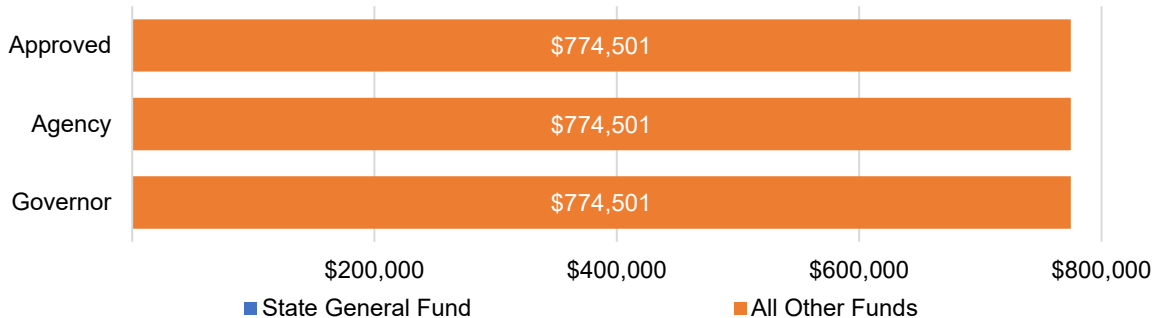 Approved $774,501
Agency $774,501
Governor $774,501
$200,000 $400,000 $600,000 $800,000
State General Fund All Other Funds